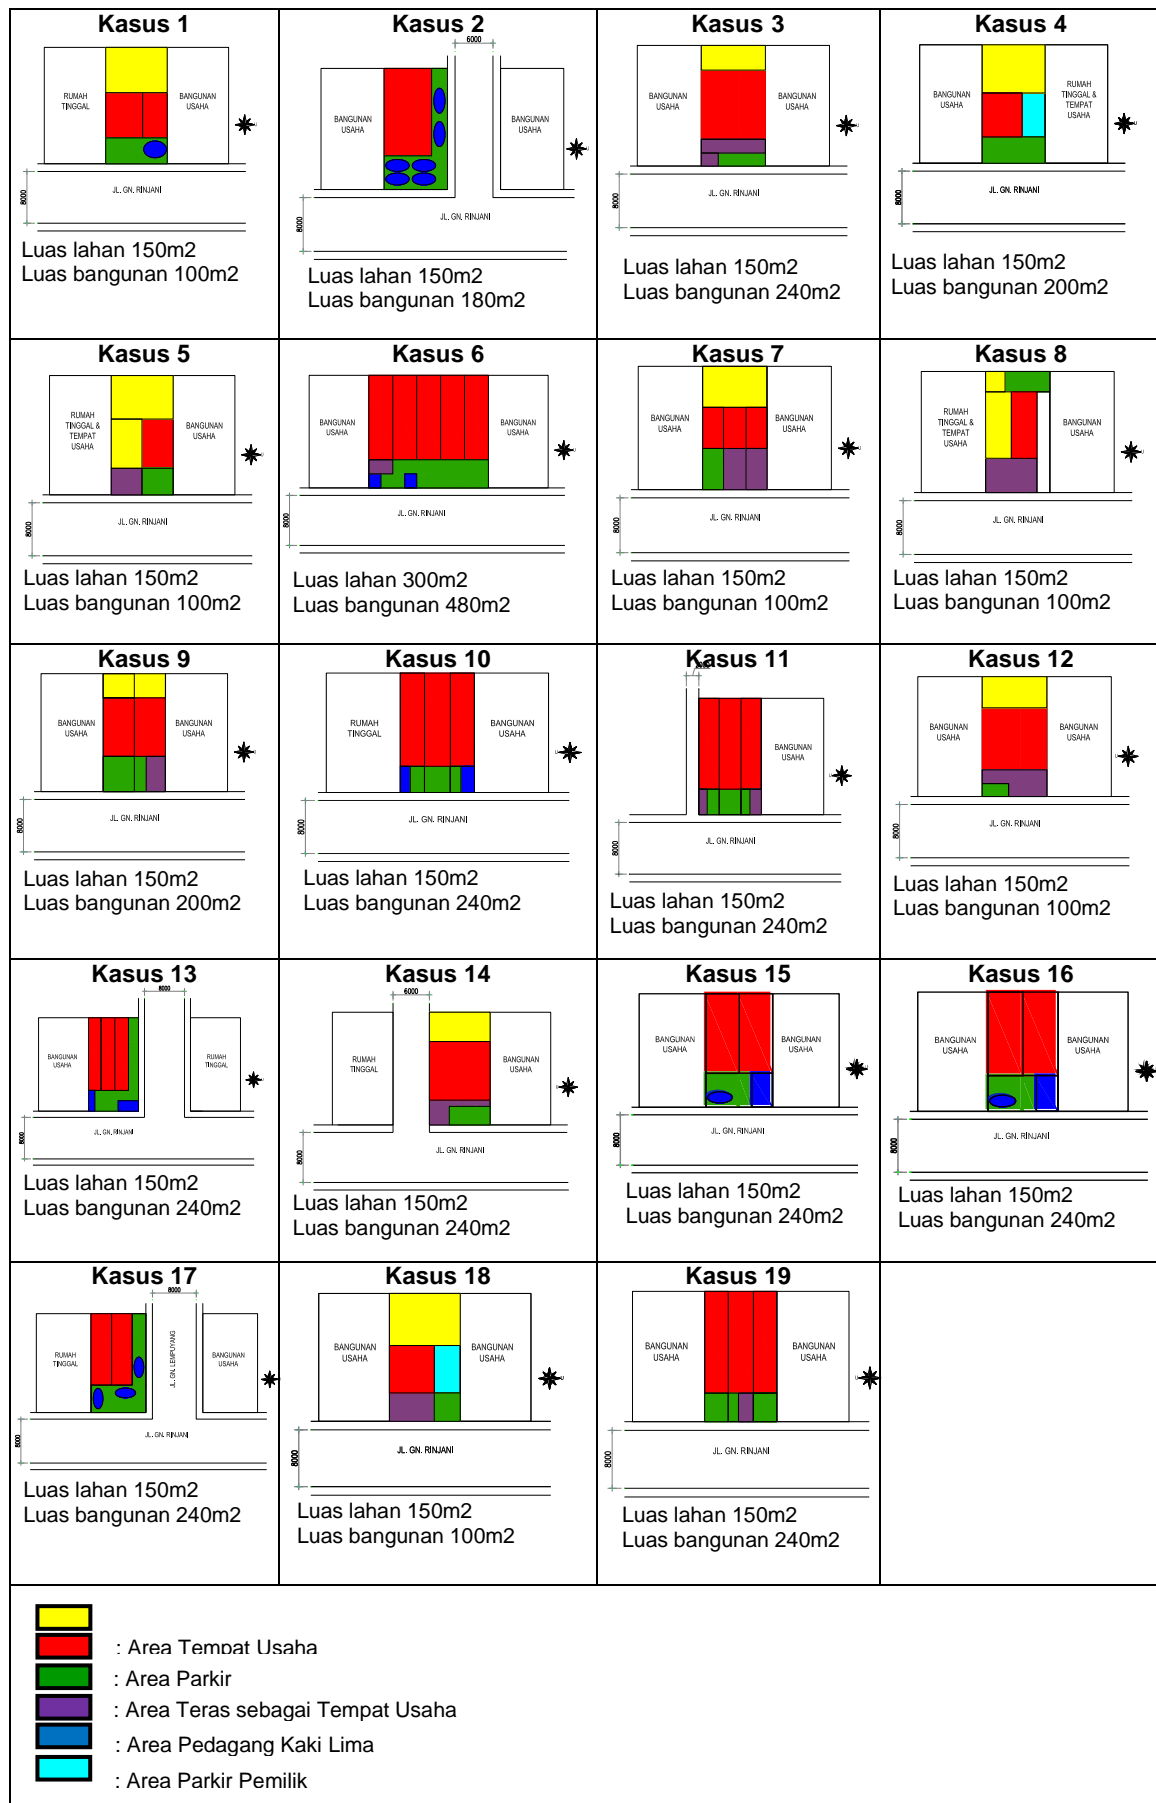 Kasus 1
RUMAH
TINGGAL
BANGUNAN
USAHA
8000
JL. GN. RINJANI
Luas lahan 150m2
Luas bangunan 100m2
Kasus 2
6000
BANGUNAN
USAHA
BANGUNAN
USAHA
8000
JL. GN. RINJANI
Luas lahan 150m2
Luas bangunan 180m2
Kasus 3
BANGUNAN
USAHA
BANGUNAN
USAHA
8000
JL. GN. RINJANI
Luas lahan 150m2
Luas bangunan 240m2
Kasus 4
BANGUNAN
USAHA
RUMAH
TINGGAL &
TEMPAT
USAHA
8000
JL. GN. RINJANI
Luas lahan 150m2
Luas bangunan 200m2
Kasus 5
RUMAH
TINGGAL &
TEMPAT
USAHA
BANGUNAN
USAHA
8000
JL. GN. RINJANI
Luas lahan 150m2
Luas bangunan 100m2
Kasus 6
BANGUNAN
USAHA
BANGUNAN
USAHA
8000
JL. GN. RINJANI
Luas lahan 300m2
Luas bangunan 480m2
Kasus 7
BANGUNAN
USAHA
BANGUNAN
USAHA
8000
JL. GN. RINJANI
Luas lahan 150m2
Luas bangunan 100m2
Kasus 8
RUMAH
TINGGAL &
TEMPAT
USAHA
BANGUNAN
USAHA
8000
JL. GN. RINJANI
Luas lahan 150m2
Luas bangunan 100m2
Kasus 9
BANGUNAN
USAHA
BANGUNAN
USAHA
8000
JL. GN. RINJANI
Luas lahan 150m2
Luas bangunan 200m2
Kasus 10
RUMAH
TINGGAL
BANGUNAN
USAHA
8000
JL. GN. RINJANI
Luas lahan 150m2
Luas bangunan 240m2
Kasus 11
BANGUNAN
USAHA
8000
JL. GN. RINJANI
Luas lahan 150m2
Luas bangunan 240m2
Kasus 12
BANGUNAN
USAHA
BANGUNAN
USAHA
8000
JL. GN. RINJANI
Luas lahan 150m2
Luas bangunan 100m2
Kasus 13
8000
BANGUNAN
USAHA
RUMAH
TINGGAL
8000
JL. GN. RINJANI
Luas lahan 150m2
Luas bangunan 240m2
Kasus 14
6000
RUMAH
TINGGAL
BANGUNAN
USAHA
8000
JL. GN. RINJANI
Luas lahan 150m2
Luas bangunan 240m2
Kasus 15
BANGUNAN
USAHA
BANGUNAN
USAHA
8000
JL. GN. RINJANI
Luas lahan 150m2
Luas bangunan 240m2
Kasus 16
BANGUNAN
USAHA
BANGUNAN
USAHA
8000
JL. GN. RINJANI
Luas lahan 150m2
Luas bangunan 240m2
Kasus 17
8000
RUMAH
TINGGAL
JL. GN. LEMPUYANG
BANGUNAN
USAHA
8000
JL. GN. RINJANI
Luas lahan 150m2
Luas bangunan 240m2
Kasus 18
BANGUNAN
USAHA
BANGUNAN
USAHA
8000
JL. GN. RINJANI
Luas lahan 150m2
Luas bangunan 100m2
Kasus 19
BANGUNAN
USAHA
BANGUNAN
USAHA
8000
JL. GN. RINJANI
Luas lahan 150m2
Luas bangunan 240m2
: Area Tempat Usaha
: Area Parkir
: Area Teras sebagai Tempat Usaha
: Area Pedagang Kaki Lima
: Area Parkir Pemilik